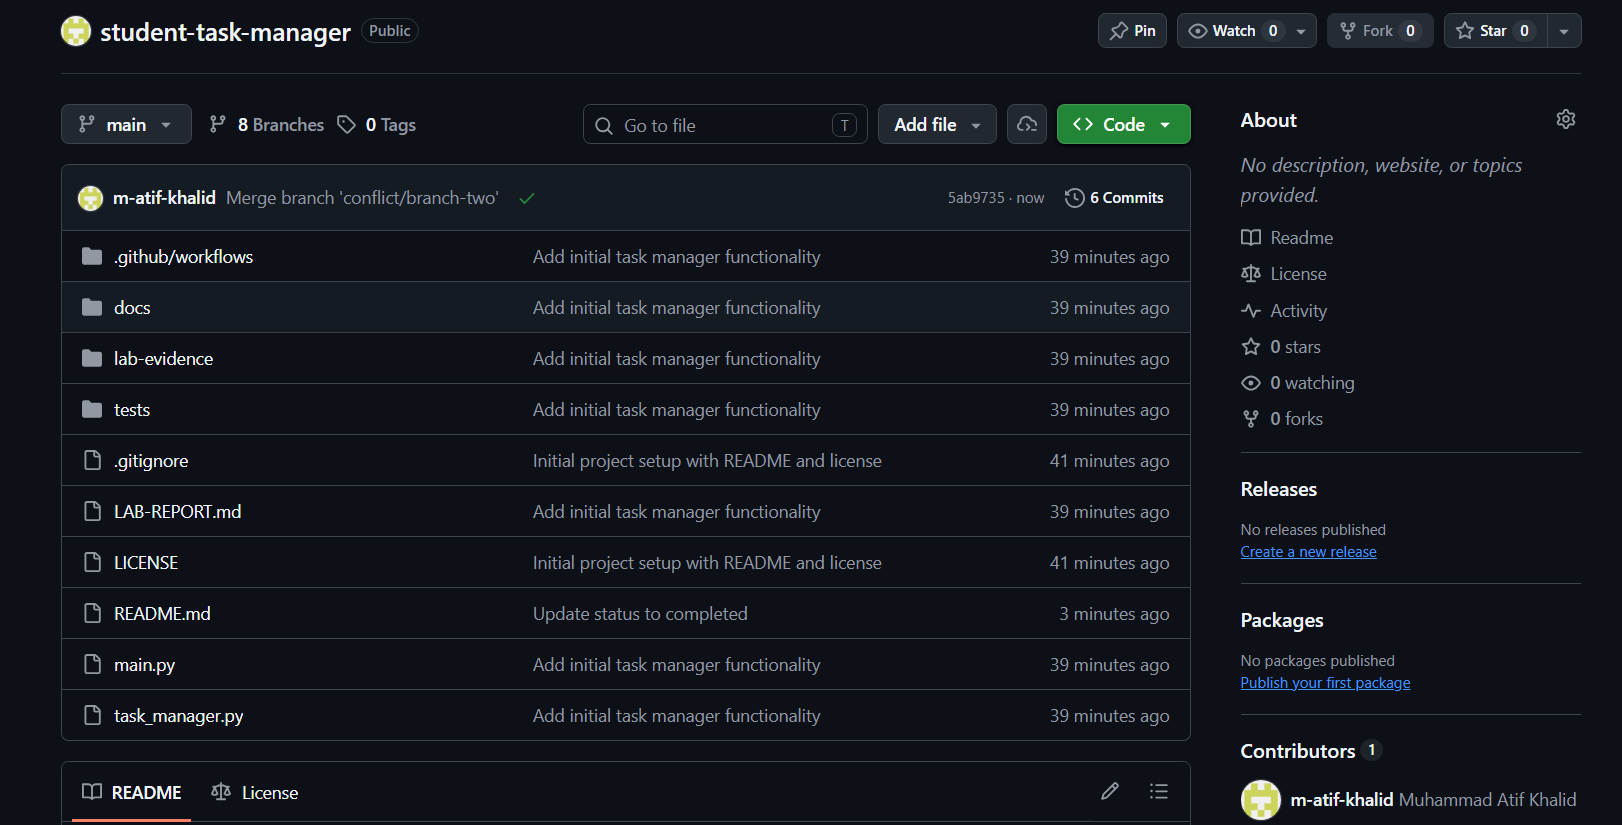 student-task-manager Public
Pin Watch 0 Fork 0 Star 0
main 8 Branches 0 Tags Go to file T Add file Code
m-atif-khalid Merge branch 'conflict/branch-two' 5ab9735 · now 6 Commits
.github/workflows Add initial task manager functionality 39 minutes ago
docs Add initial task manager functionality 39 minutes ago
lab-evidence Add initial task manager functionality 39 minutes ago
tests Add initial task manager functionality 39 minutes ago
.gitignore Initial project setup with README and license 41 minutes ago
LAB-REPORT.md Add initial task manager functionality 39 minutes ago
LICENSE Initial project setup with README and license 41 minutes ago
README.md Update status to completed 3 minutes ago
main.py Add initial task manager functionality 39 minutes ago
task_manager.py Add initial task manager functionality 39 minutes ago
README License
About
No description, website, or topics
provided.
Readme
License
Activity
0 stars
0 watching
0 forks
Releases
No releases published
Create a new release
Packages
No packages published
Publish your first package
Contributors 1
m-atif-khalid Muhammad Atif Khalid